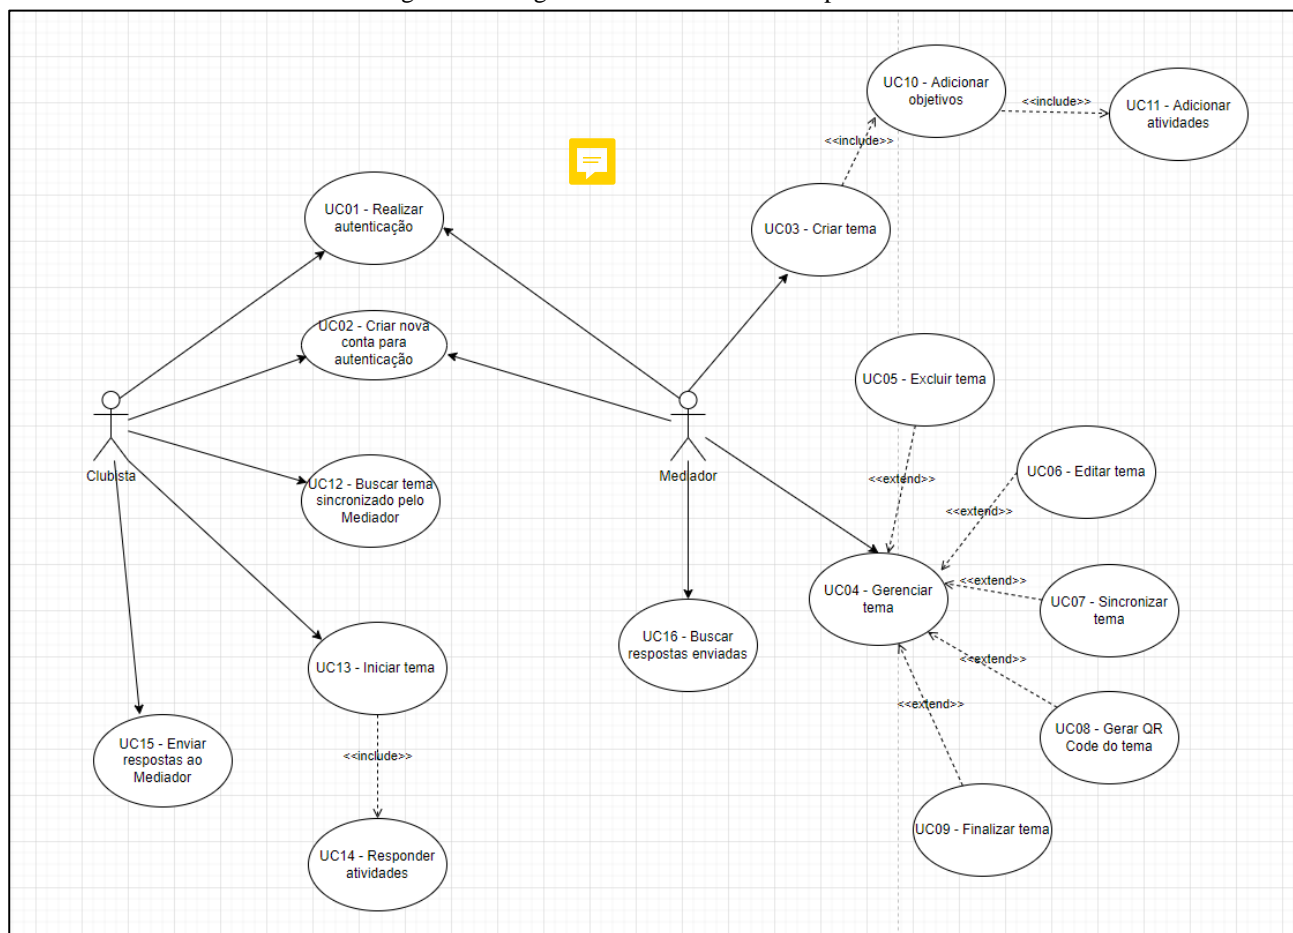 UC10 - Adicionar
objetivos
<<include>>
UC11 - Adicionar
atividades
<<include>>
UC01 - Realizar
autenticação
UC03 - Criar tema
UC02 - Criar nova
conta para
autenticação
UC05 - Excluir tema
Clubista
Mediador
UC06 - Editar tema
<<extend>>
UC12 - Buscar tema
sincronizado pelo
Mediador
<<extend>>
<<extend>>
UC04 - Gerenciar
tema
UC07 - Sincronizar
tema
UC16 - Buscar
respostas enviadas
UC13 - Iniciar tema
<<extend>>
<<extend>>
UC15 - Enviar
respostas ao
Mediador
<<include>>
UC08 - Gerar QR
Code do tema
UC09 - Finalizar tema
UC14 - Responder
atividades